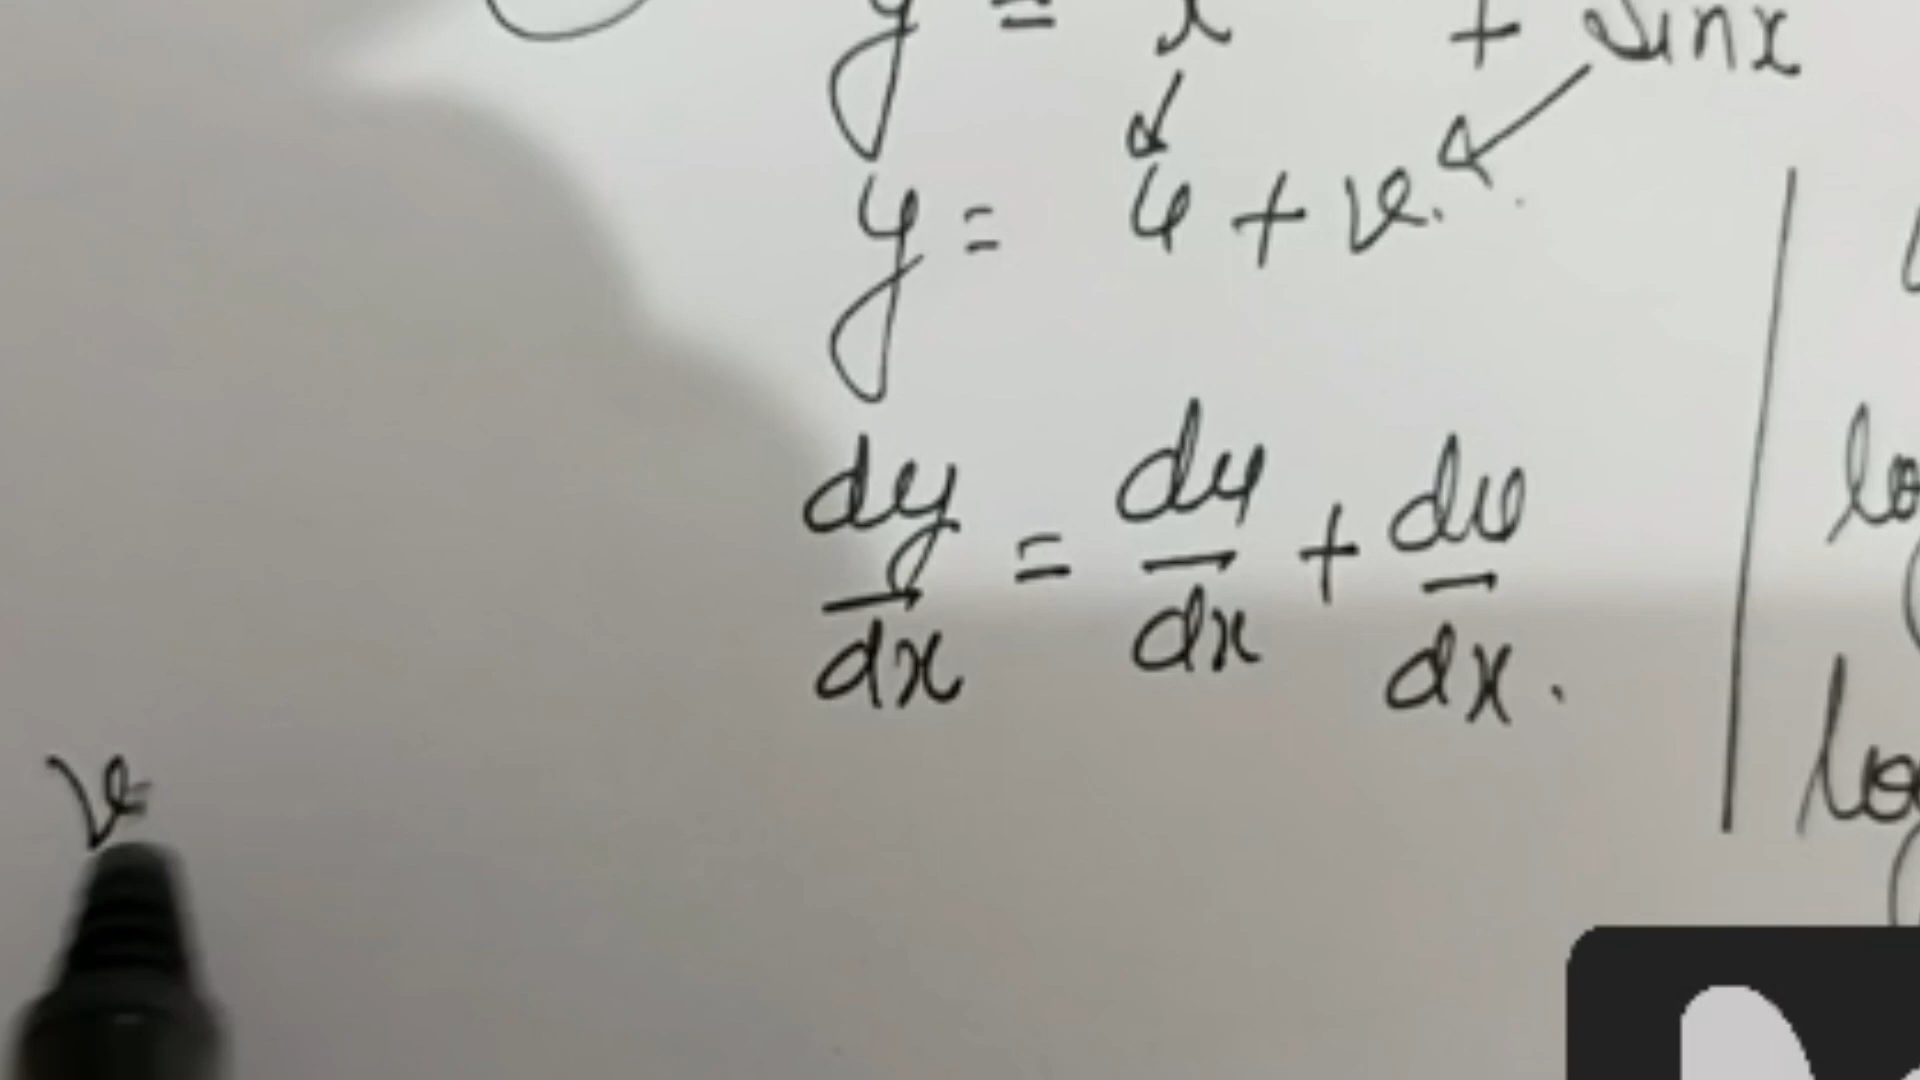 y = x + sinx
y = u + v.
dy/dx = du/dx + dv/dx.
v=